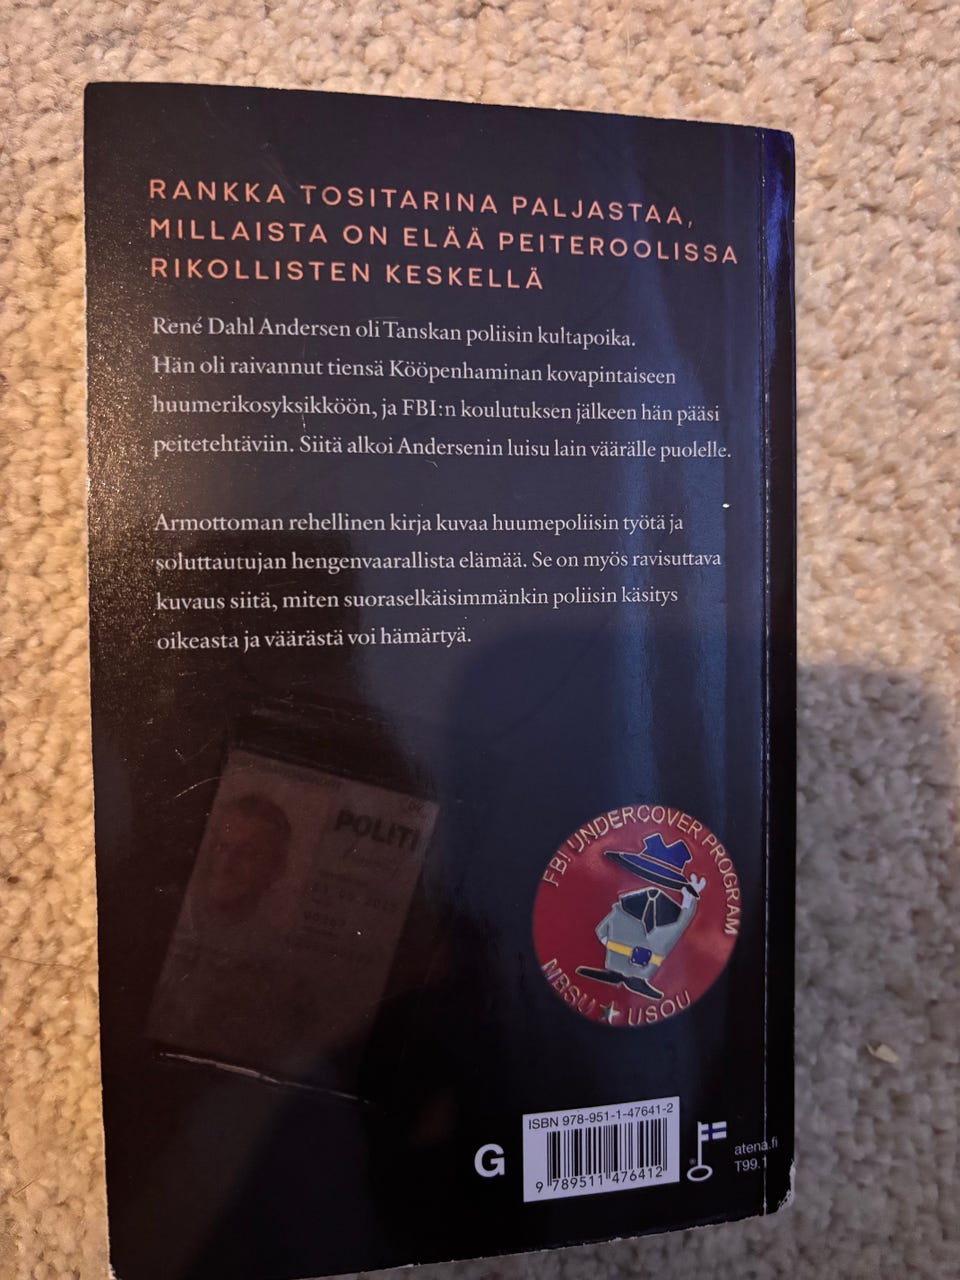 RANKKA TOSITARINA PALJASTAA,
MILLAISTA ON ELÄÄ PEITEROOLISSA
RIKOLLISTEN KESKELLÄ
René Dahl Andersen oli Tanskan poliisin kultapoika.
Hän oli raivannut tiensä Kööpenhaminan kovapintaiseen
huumerikosyksikköön, ja FBI:n koulutuksen jälkeen hän pääsi
peitetehtäviin. Siitä alkoi Andersenin luisu lain väärälle puolelle.
Armottoman rehellinen kirja kuvaa huumepoliisin työtä ja
soluttautujan hengenvaarallista elämää. Se on myös ravisuttava
kuvaus siitä, miten suoraselkäisimmänkin poliisin käsitys
oikeasta ja väärästä voi hämärtyä.
POLITI
FBI UNDERCOVER PROGRAM
NBSU ★ USOU
ISBN 978-951-1-47641-2
G
9 789511 476412
atena.fi
T99.1